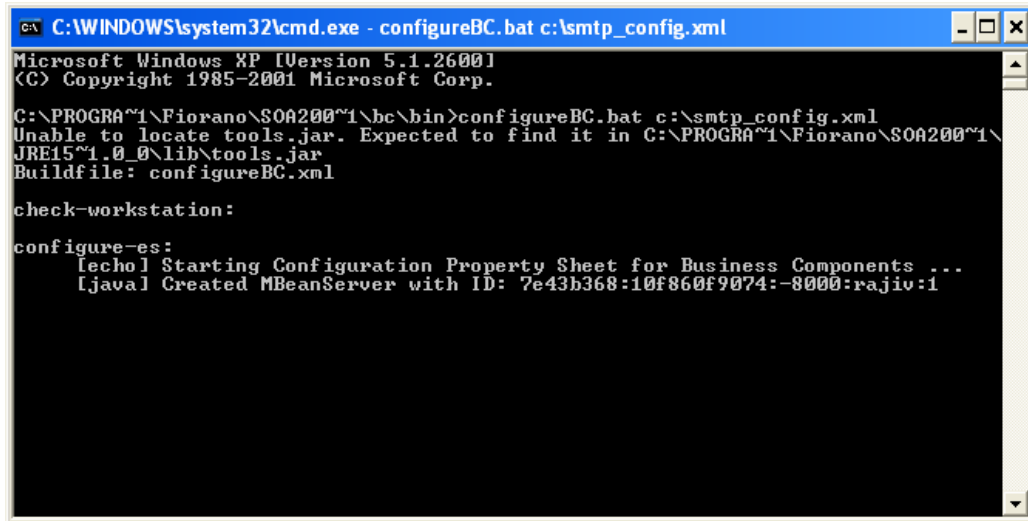 C:\WINDOWS\system32\cmd.exe - configureBC.bat c:\smtp_config.xml
Microsoft Windows XP [Version 5.1.2600]
(C) Copyright 1985-2001 Microsoft Corp.
C:\PROGRA~1\Fiorano\SOA200~1\bc\bin>configureBC.bat c:\smtp_config.xml
Unable to locate tools.jar. Expected to find it in C:\PROGRA~1\Fiorano\SOA200~1\
JRE15~1.0_0\lib\tools.jar
Buildfile: configureBC.xml
check-workstation:
configure-es:
[echo] Starting Configuration Property Sheet for Business Components ...
[java] Created MBeanServer with ID: 7e43b368:10f860f9074:-8000:rajiv:1